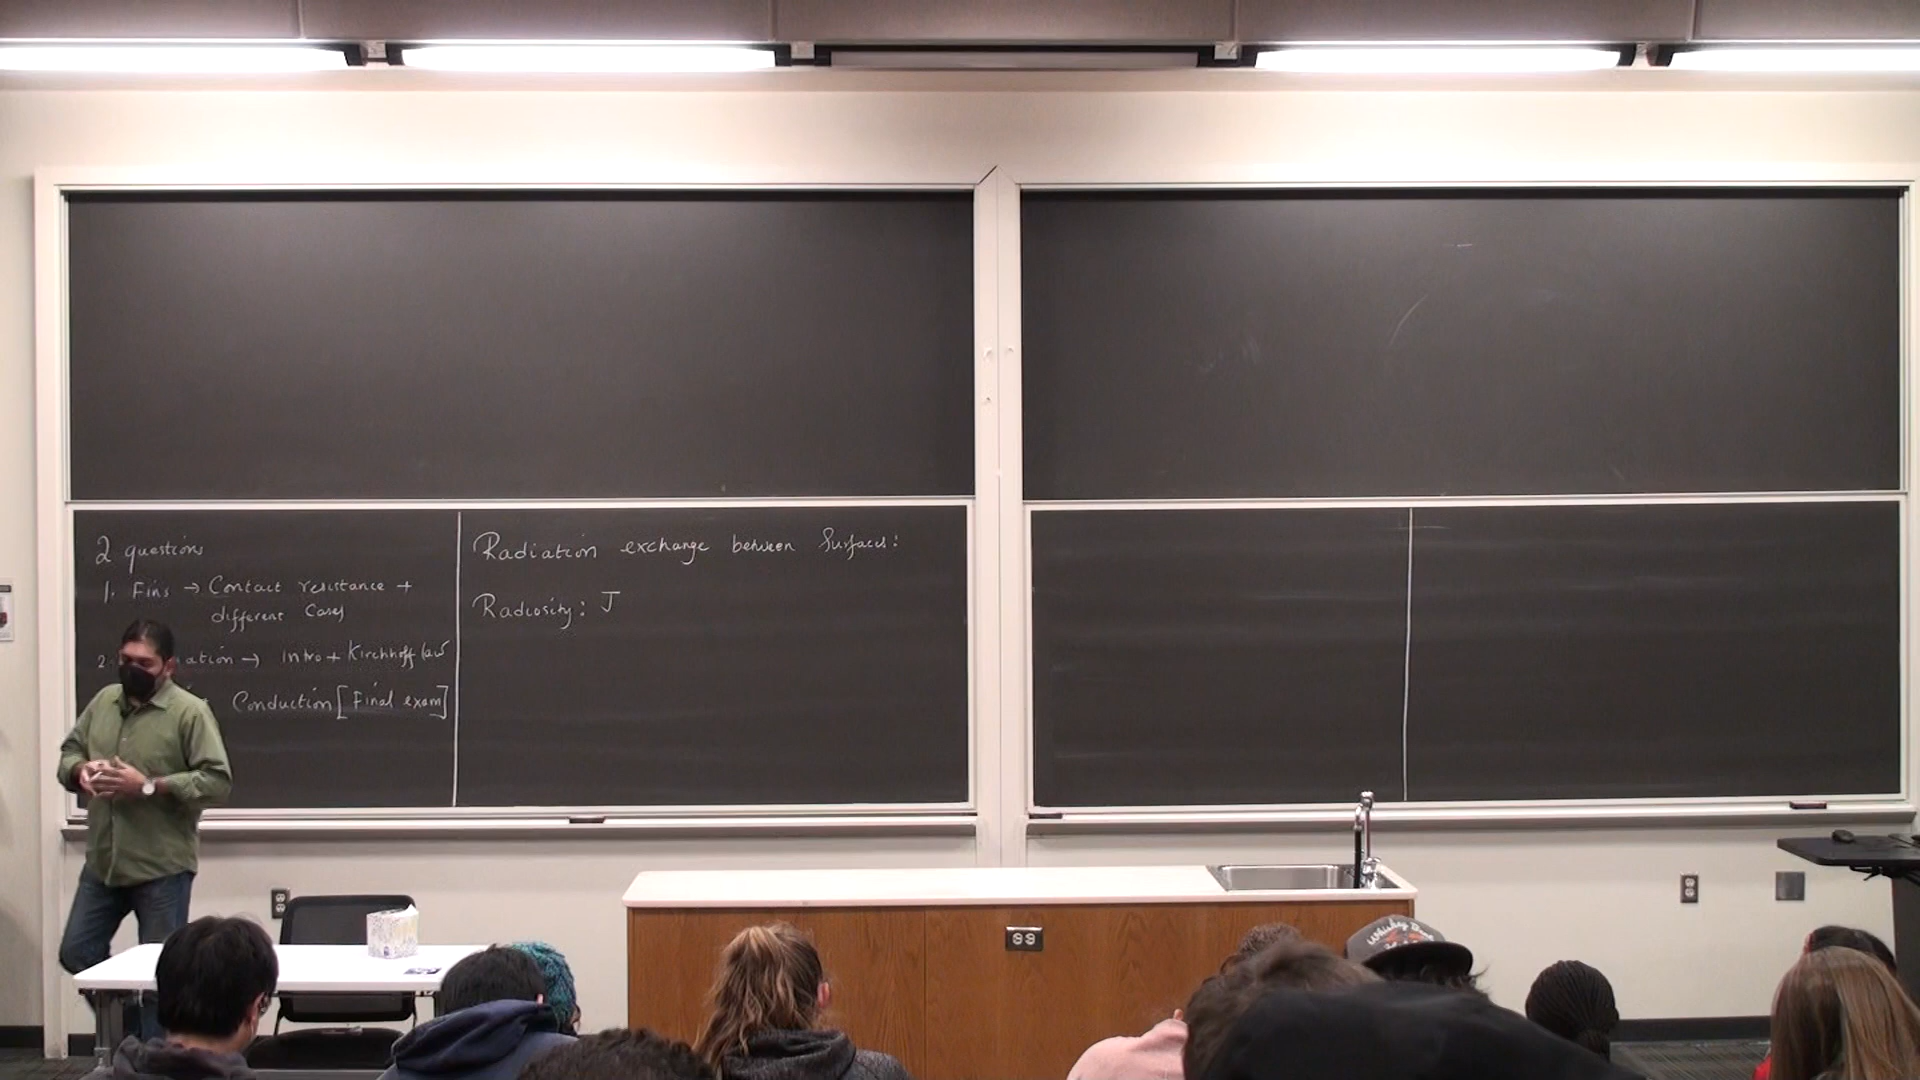 2 questions
1. Fins → Contact resistance +
different Cases
2. ation → Intro + Kirchhoff law
Conduction [Final exam]
Radiation exchange between Surfaces:
Radiosity: J